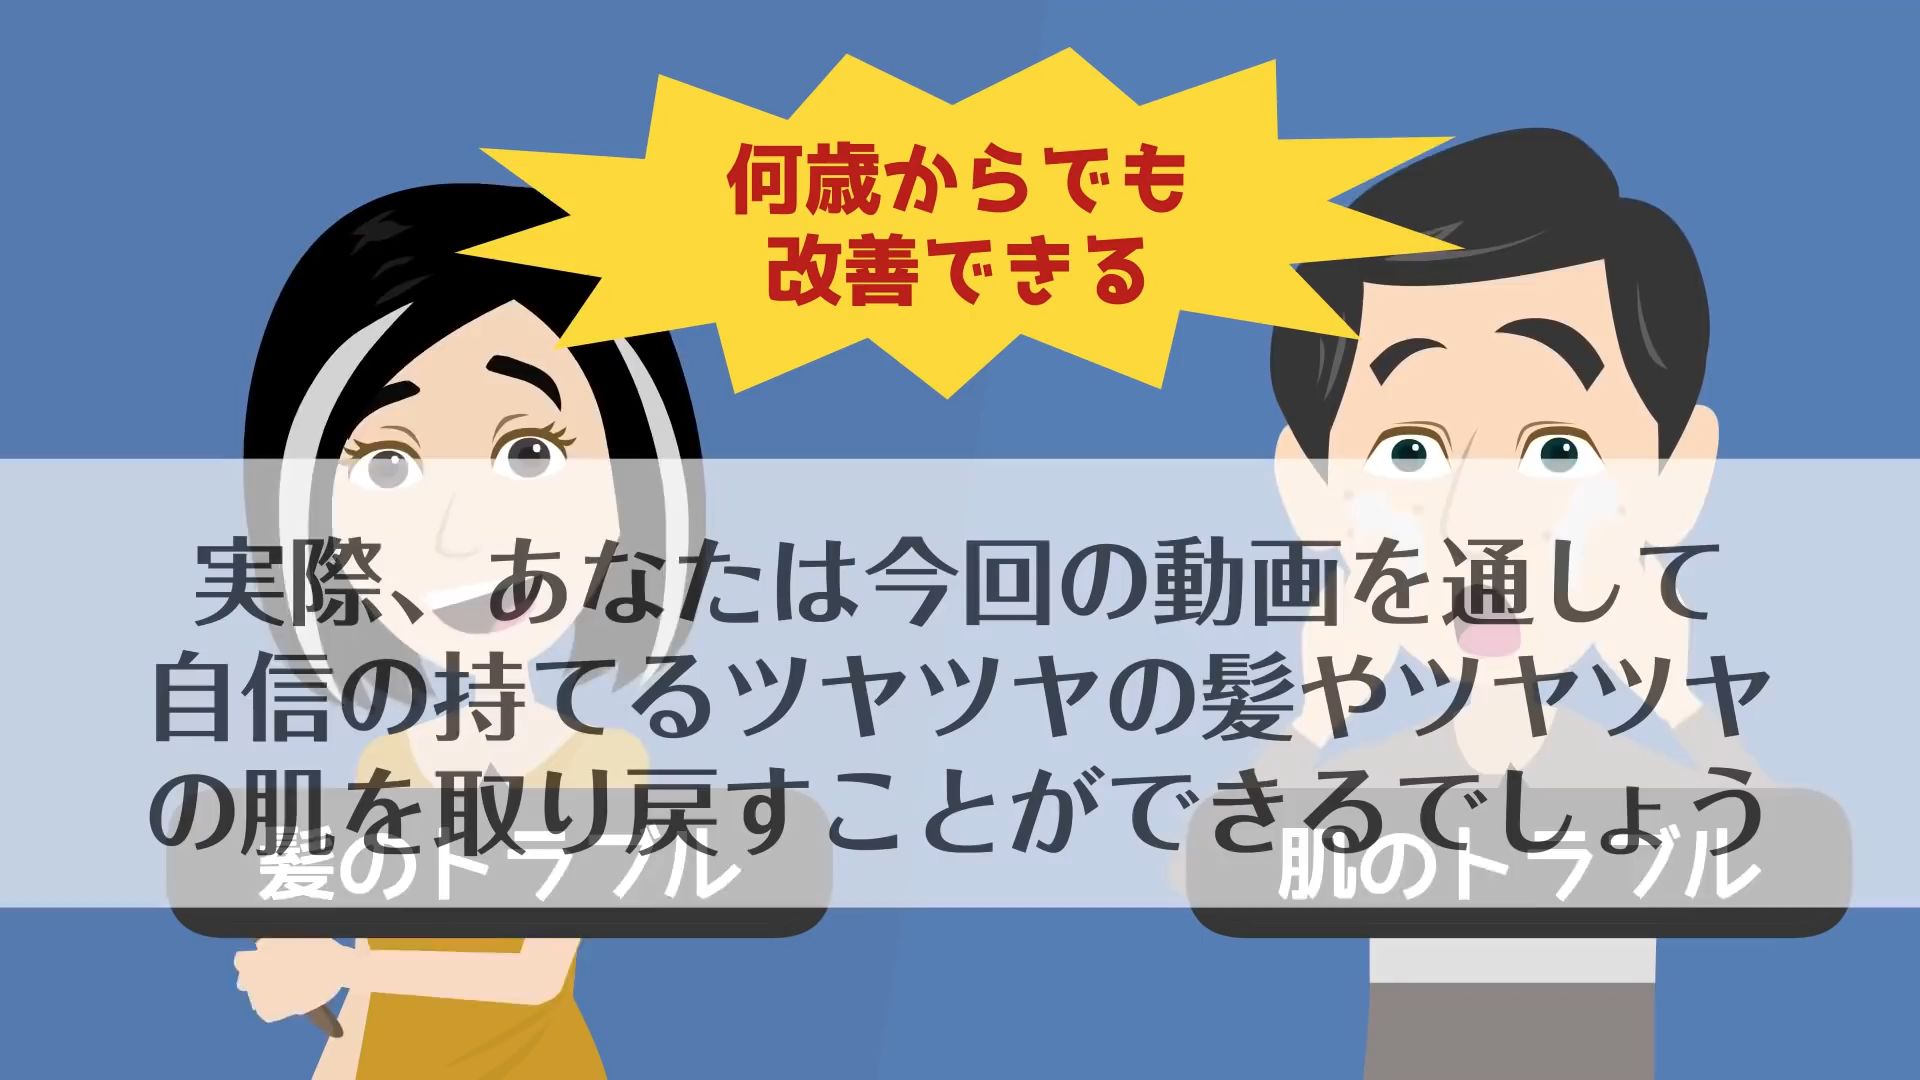 何歳からでも
改善できる
実際、あなたは今回の動画を通して
自信の持てるツヤツヤの髪やツヤツヤ
の肌を取り戻すことができるでしょう
髪のトラブル
肌のトラブル